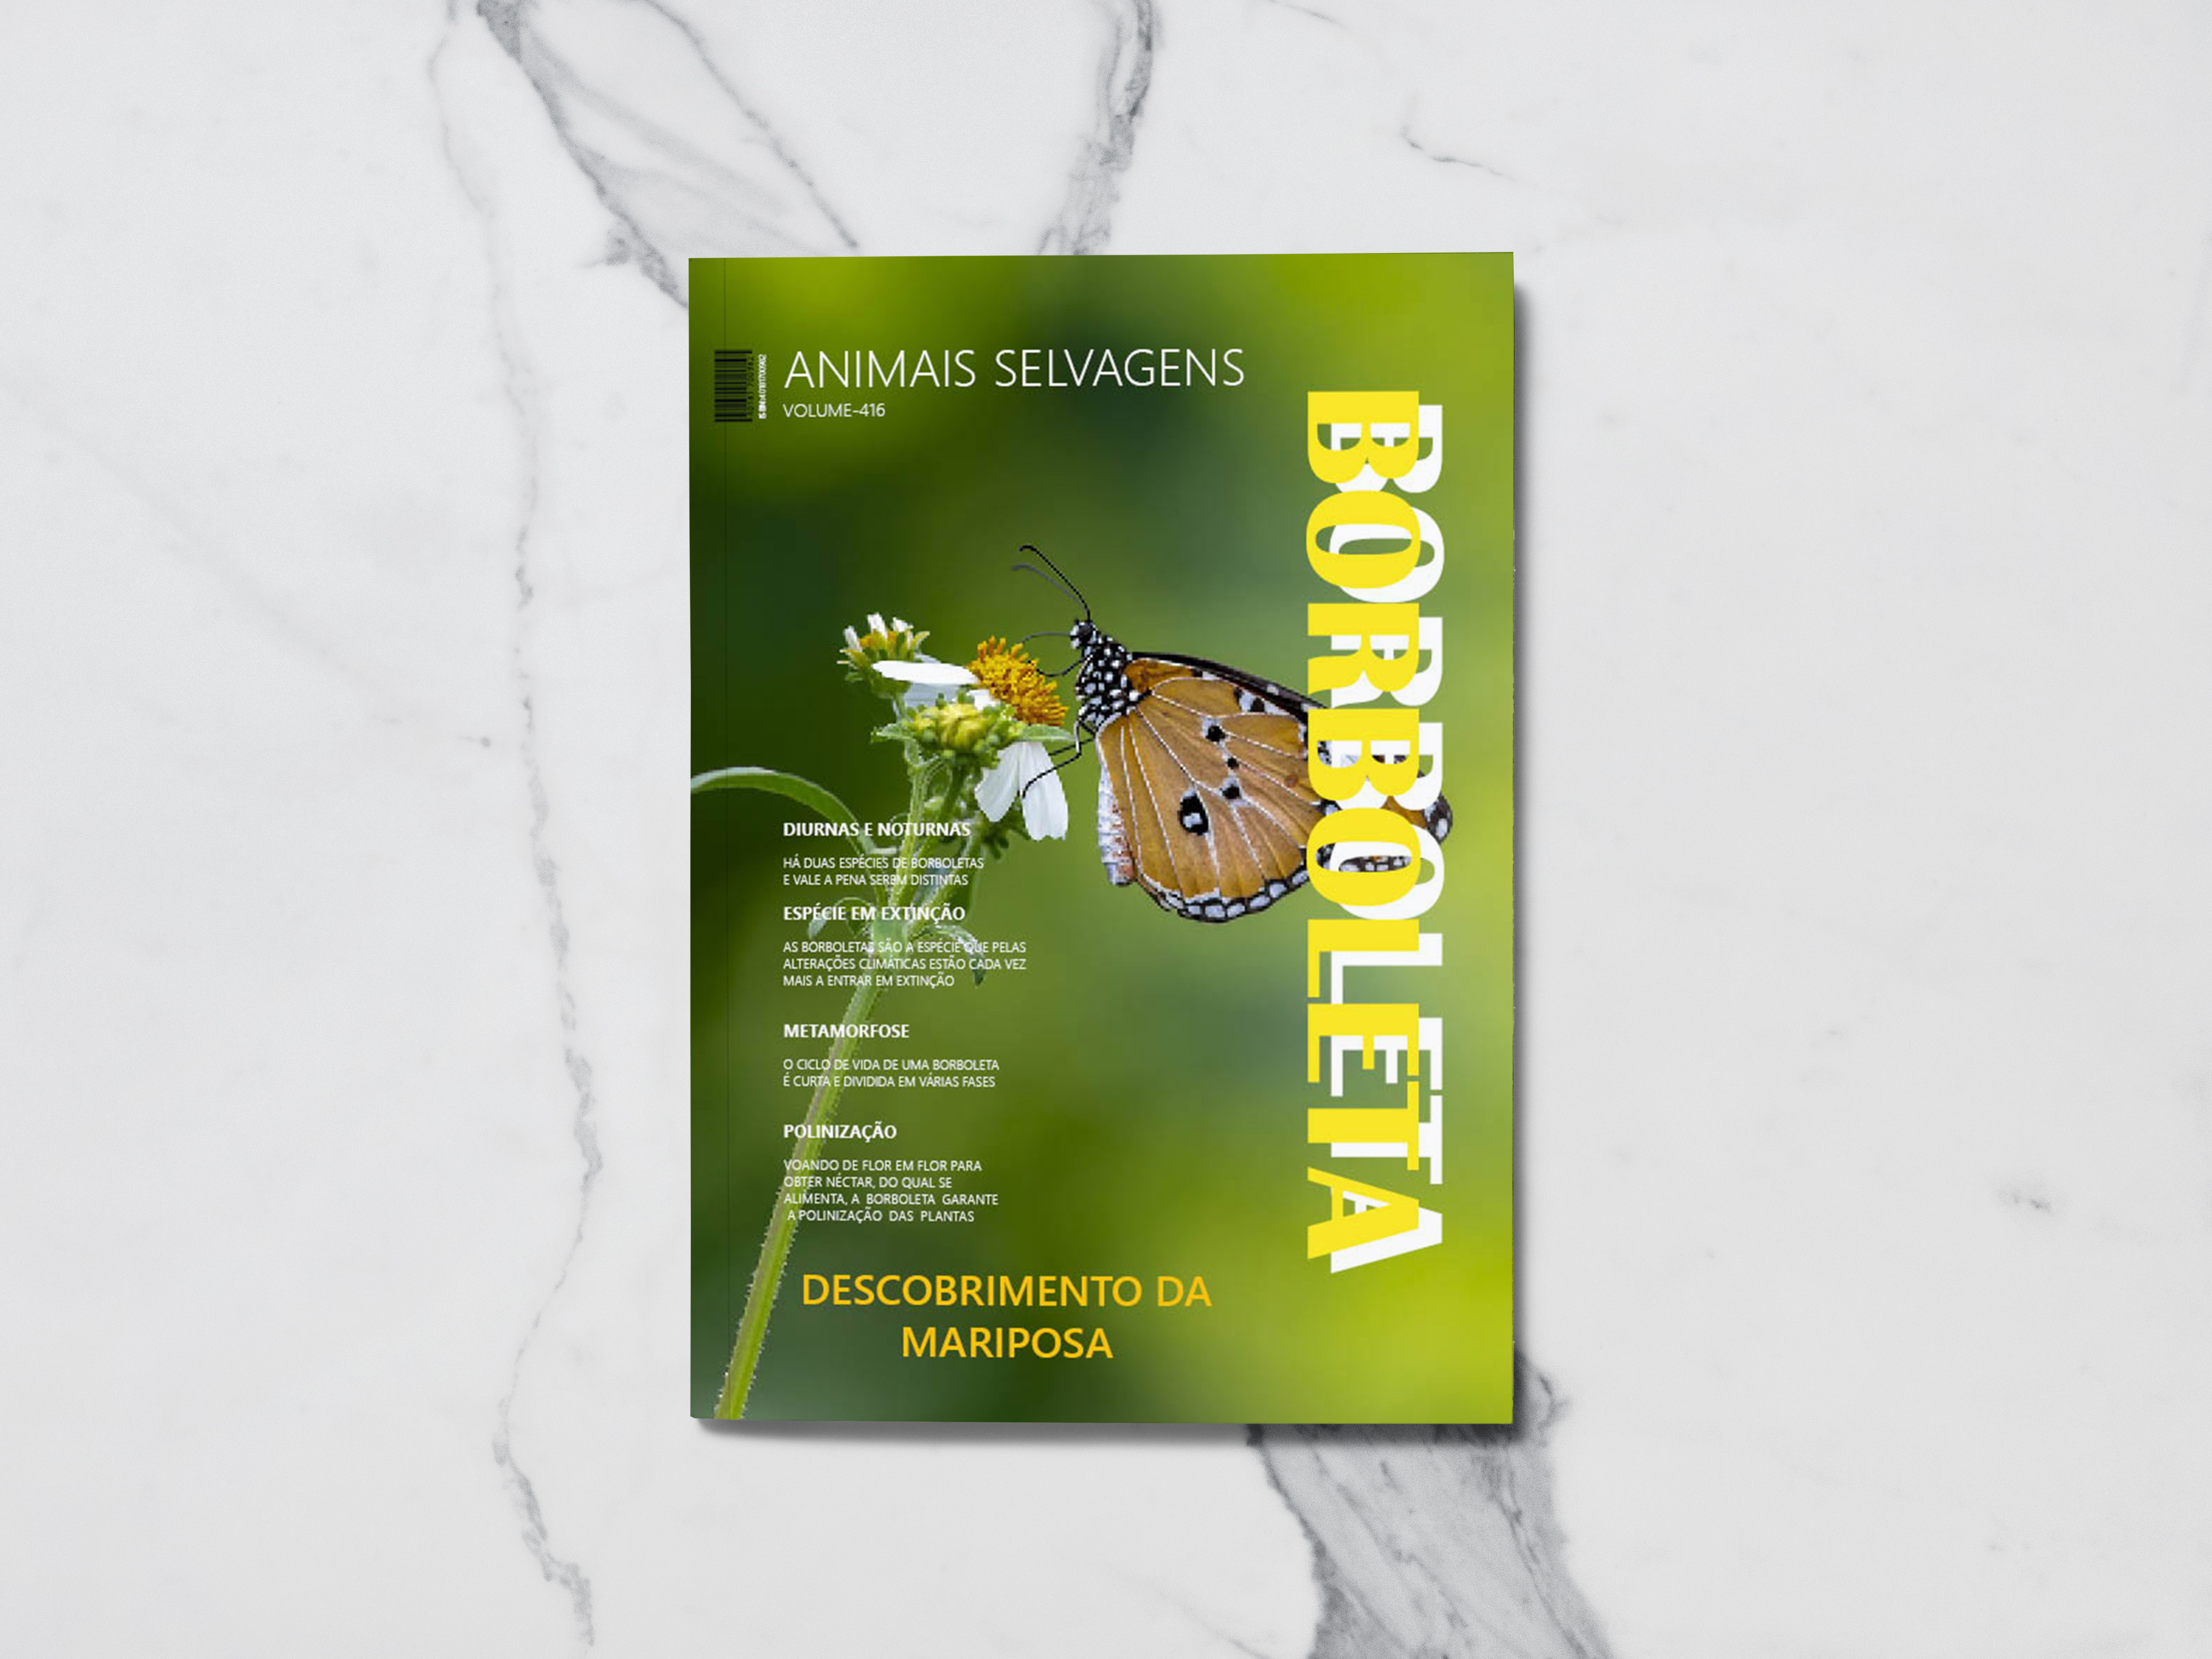 ANIMAIS SELVAGENS
VOLUME-416
BORBOLETA
DIURNAS E NOTURNAS
HÁ DUAS ESPÉCIES DE BORBOLETAS
E VALE A PENA SEREM DISTINTAS
ESPÉCIE EM EXTINÇÃO
AS BORBOLETAS SÃO A ESPÉCIE QUE PELAS
ALTERAÇÕES CLIMÁTICAS ESTÃO CADA VEZ
MAIS A ENTRAR EM EXTINÇÃO
METAMORFOSE
O CICLO DE VIDA DE UMA BORBOLETA
É CURTA E DIVIDIDA EM VÁRIAS FASES
POLINIZAÇÃO
VOANDO DE FLOR EM FLOR PARA
OBTER NÉCTAR, DO QUAL SE
ALIMENTA, A BORBOLETA GARANTE
A POLINIZAÇÃO DAS PLANTAS
DESCOBRIMENTO DA
MARIPOSA